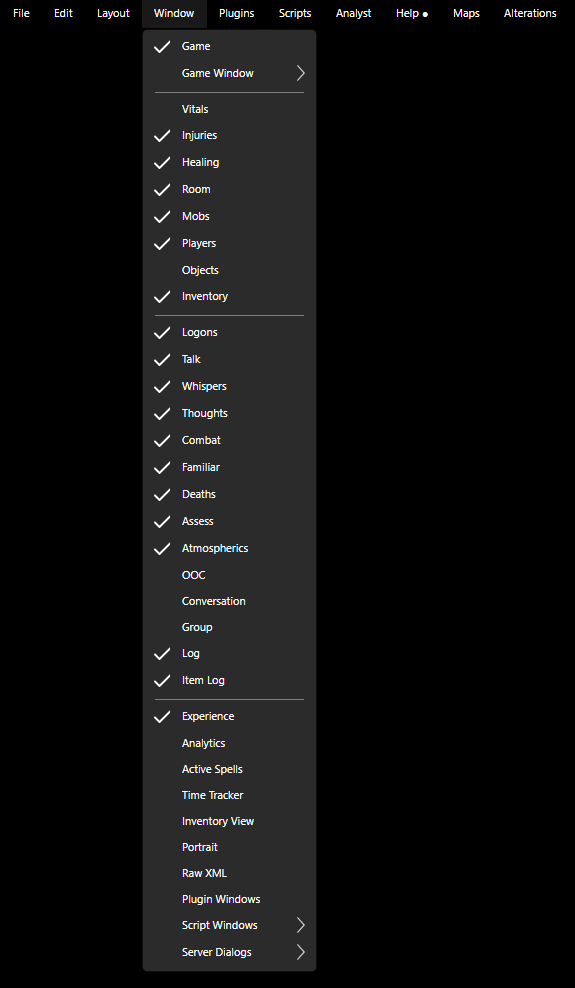 File Edit Layout Window Plugins Scripts Analyst Help Maps Alterations
Game
Game Window
Vitals
Injuries
Healing
Room
Mobs
Players
Objects
Inventory
Logons
Talk
Whispers
Thoughts
Combat
Familiar
Deaths
Assess
Atmospherics
OOC
Conversation
Group
Log
Item Log
Experience
Analytics
Active Spells
Time Tracker
Inventory View
Portrait
Raw XML
Plugin Windows
Script Windows
Server Dialogs